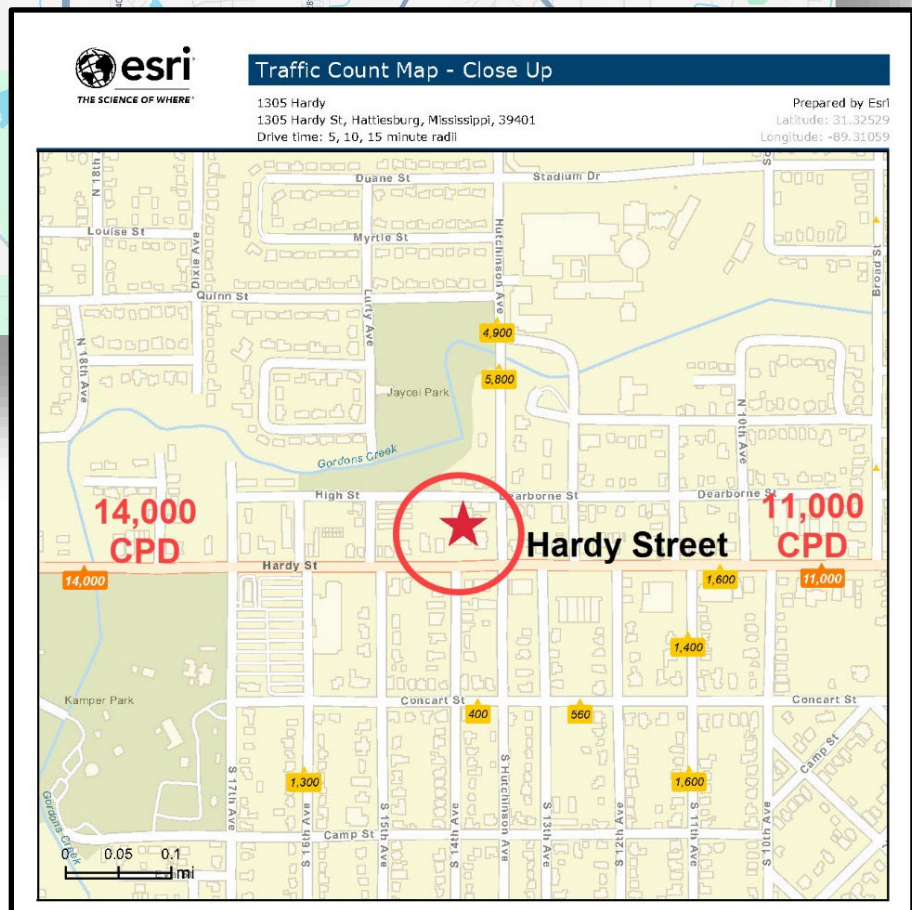 esri
THE SCIENCE OF WHERE®
Traffic Count Map - Close Up
1305 Hardy
1305 Hardy St, Hattiesburg, Mississippi, 39401
Drive time: 5, 10, 15 minute radii
Prepared by Esri
Latitude: 31.32529
Longitude: -89.31059
N 18th Ave
Duane St
Stadium Dr
Louise St
Dixie Ave
Myrtle St
Hutchinson Ave
Broad St
Quinn St
Lurty Ave
4,900
N 18th Ave
5,800
Jaycei Park
N 10th Ave
Gordons Creek
High St
Dearborne St
Dearborne St
14,000
CPD
11,000
CPD
Hardy Street
Hardy St
14,000
1,600
11,000
1,400
Kamper Park
Concart St
Concart St
400
560
Camp St
1,300
1,600
S 17th Ave
S 16th Ave
S 15th Ave
S 14th Ave
S Hutchinson Ave
S 13th Ave
S 12th Ave
S 11th Ave
S 10th Ave
Gordons Creek
Camp St
0 0.05 0.1
mi